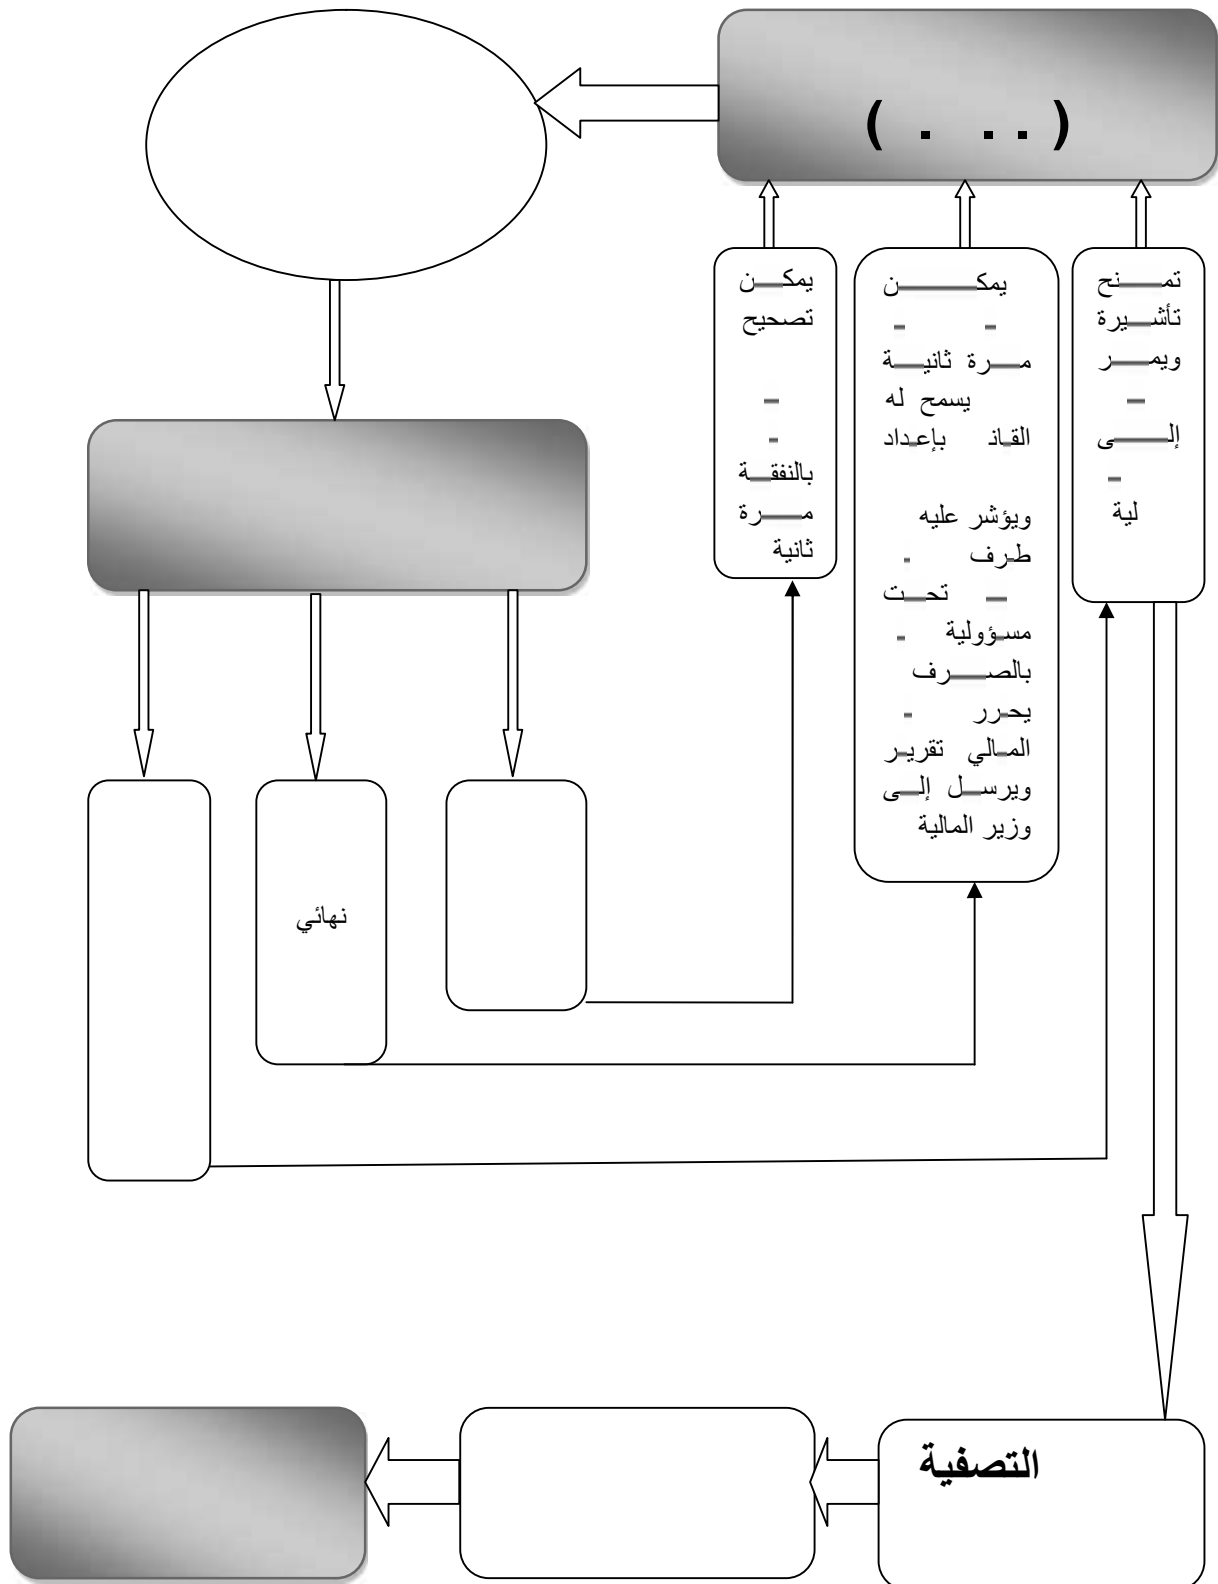 ( . . . )
تمنح
تأشيرة
ويمر
-
إلى
-
لية
يمكن
- -
مرة ثانية
يسمح له
القان بإعداد
ويؤشر عليه
طرف -
- تحت
مسؤولية -
بالصرف
يحرر -
المالي تقرير
ويرسل إلى
وزير المالية
يمكن
تصحيح
-
-
بالنفقة
مرة
ثانية
نهائي
التصفية